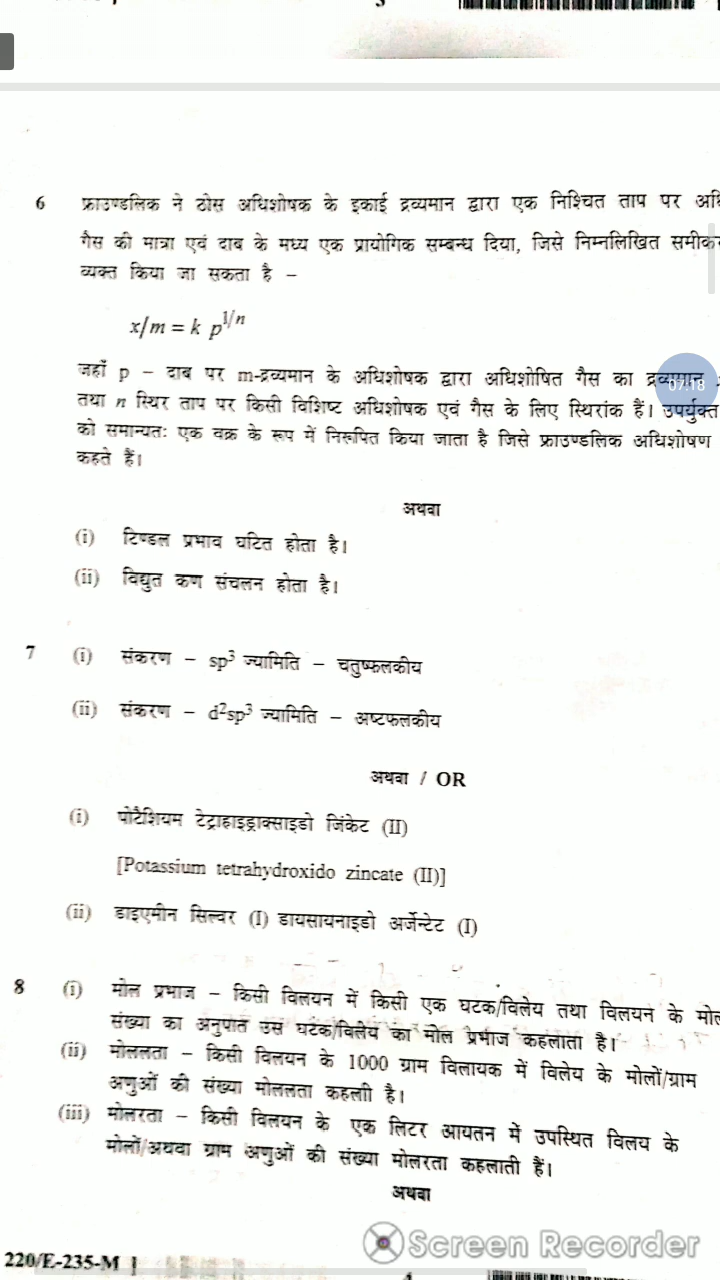 6 फ्राउण्डलिक ने ठोस अधिशोषक के इकाई द्रव्यमान द्वारा एक निश्चित ताप पर
गैस की मात्रा एवं दाब के मध्य एक प्रायोगिक सम्बन्ध दिया, जिसे निम्नलिखित
व्यक्त किया जा सकता है –
x/m = k p^1/n
जहाँ p – दाब पर m-द्रव्यमान के अधिशोषक द्वारा अधिशोषित गैस का द्रव्यमान
07:18
तथा n स्थिर ताप पर किसी विशिष्ट अधिशोषक एवं गैस के लिए स्थिरांक हैं। उपर्युक्त
को समान्यतः एक वक्र के रूप में निरूपित किया जाता है जिसे फ्राउण्डलिक अधिशोषण
कहते हैं।
अथवा
(i) टिण्डल प्रभाव घटित होता है।
(ii) विद्युत कण संचलन होता है।
7 (i) संकरण – sp³ ज्यामिति – चतुष्फलकीय
(ii) संकरण – d²sp³ ज्यामिति – अष्टफलकीय
अथवा / OR
(i) पोटैशियम टेट्राहाइड्राक्साइडो जिंकेट (II)
[Potassium tetrahydroxido zincate (II)]
(ii) डाइएमीन सिल्वर (I) डायसायनाइडो अर्जेन्टेट (I)
8 (i) मोल प्रभाज – किसी विलयन में किसी एक घटक/विलेय तथा विलयन के मोल
संख्या का अनुपात उस घटक/विलेय का मोल प्रभाज कहलाता है।
(ii) मोललता – किसी विलयन के 1000 ग्राम विलायक में विलेय के मोलों/ग्राम
अणुओं की संख्या मोललता कहलाी है।
(iii) मोलरता – किसी विलयन के एक लिटर आयतन में उपस्थित विलय के
मोलों/अथवा ग्राम अणुओं की संख्या मोलरता कहलाती हैं।
अथवा
220/E-235-M ]
Screen Recorder